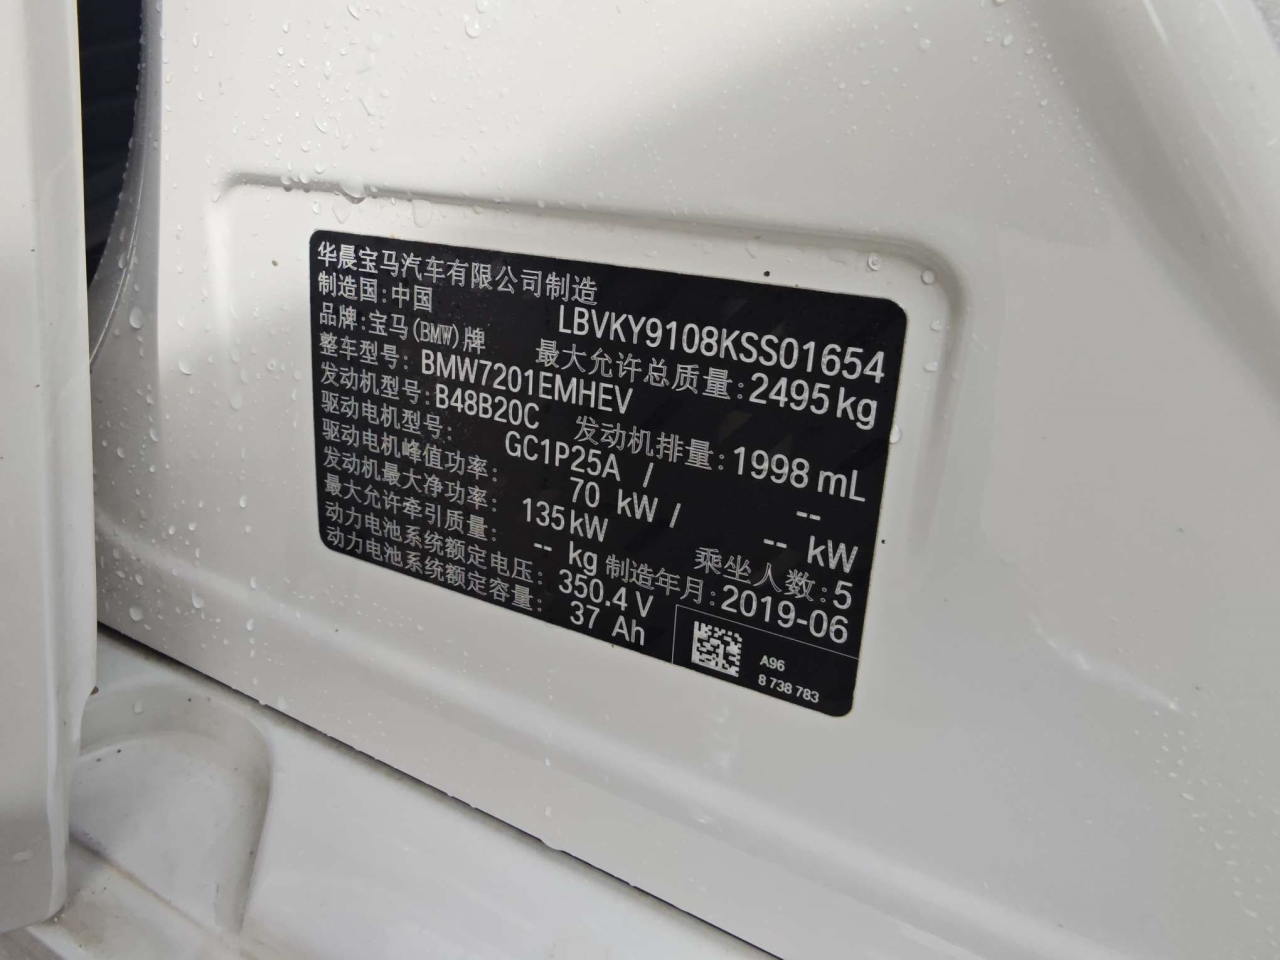 华晨宝马汽车有限公司制造
制造国:中国
LBVKY9108KSS01654
品牌:宝马(BMW)牌
最大允许总质量:2495kg
整车型号:BMW7201EMHEV
发动机型号:B48B20C
发动机排量:1998 mL
驱动电机型号: GC1P25A / --
驱动电机峰值功率: 70 kW / -- kW
发动机最大净功率: 135kW
乘坐人数:5
最大允许牵引质量: -- kg
制造年月:2019-06
动力电池系统额定电压: 350.4 V
动力电池系统额定容量: 37 Ah
A96
8 738 783